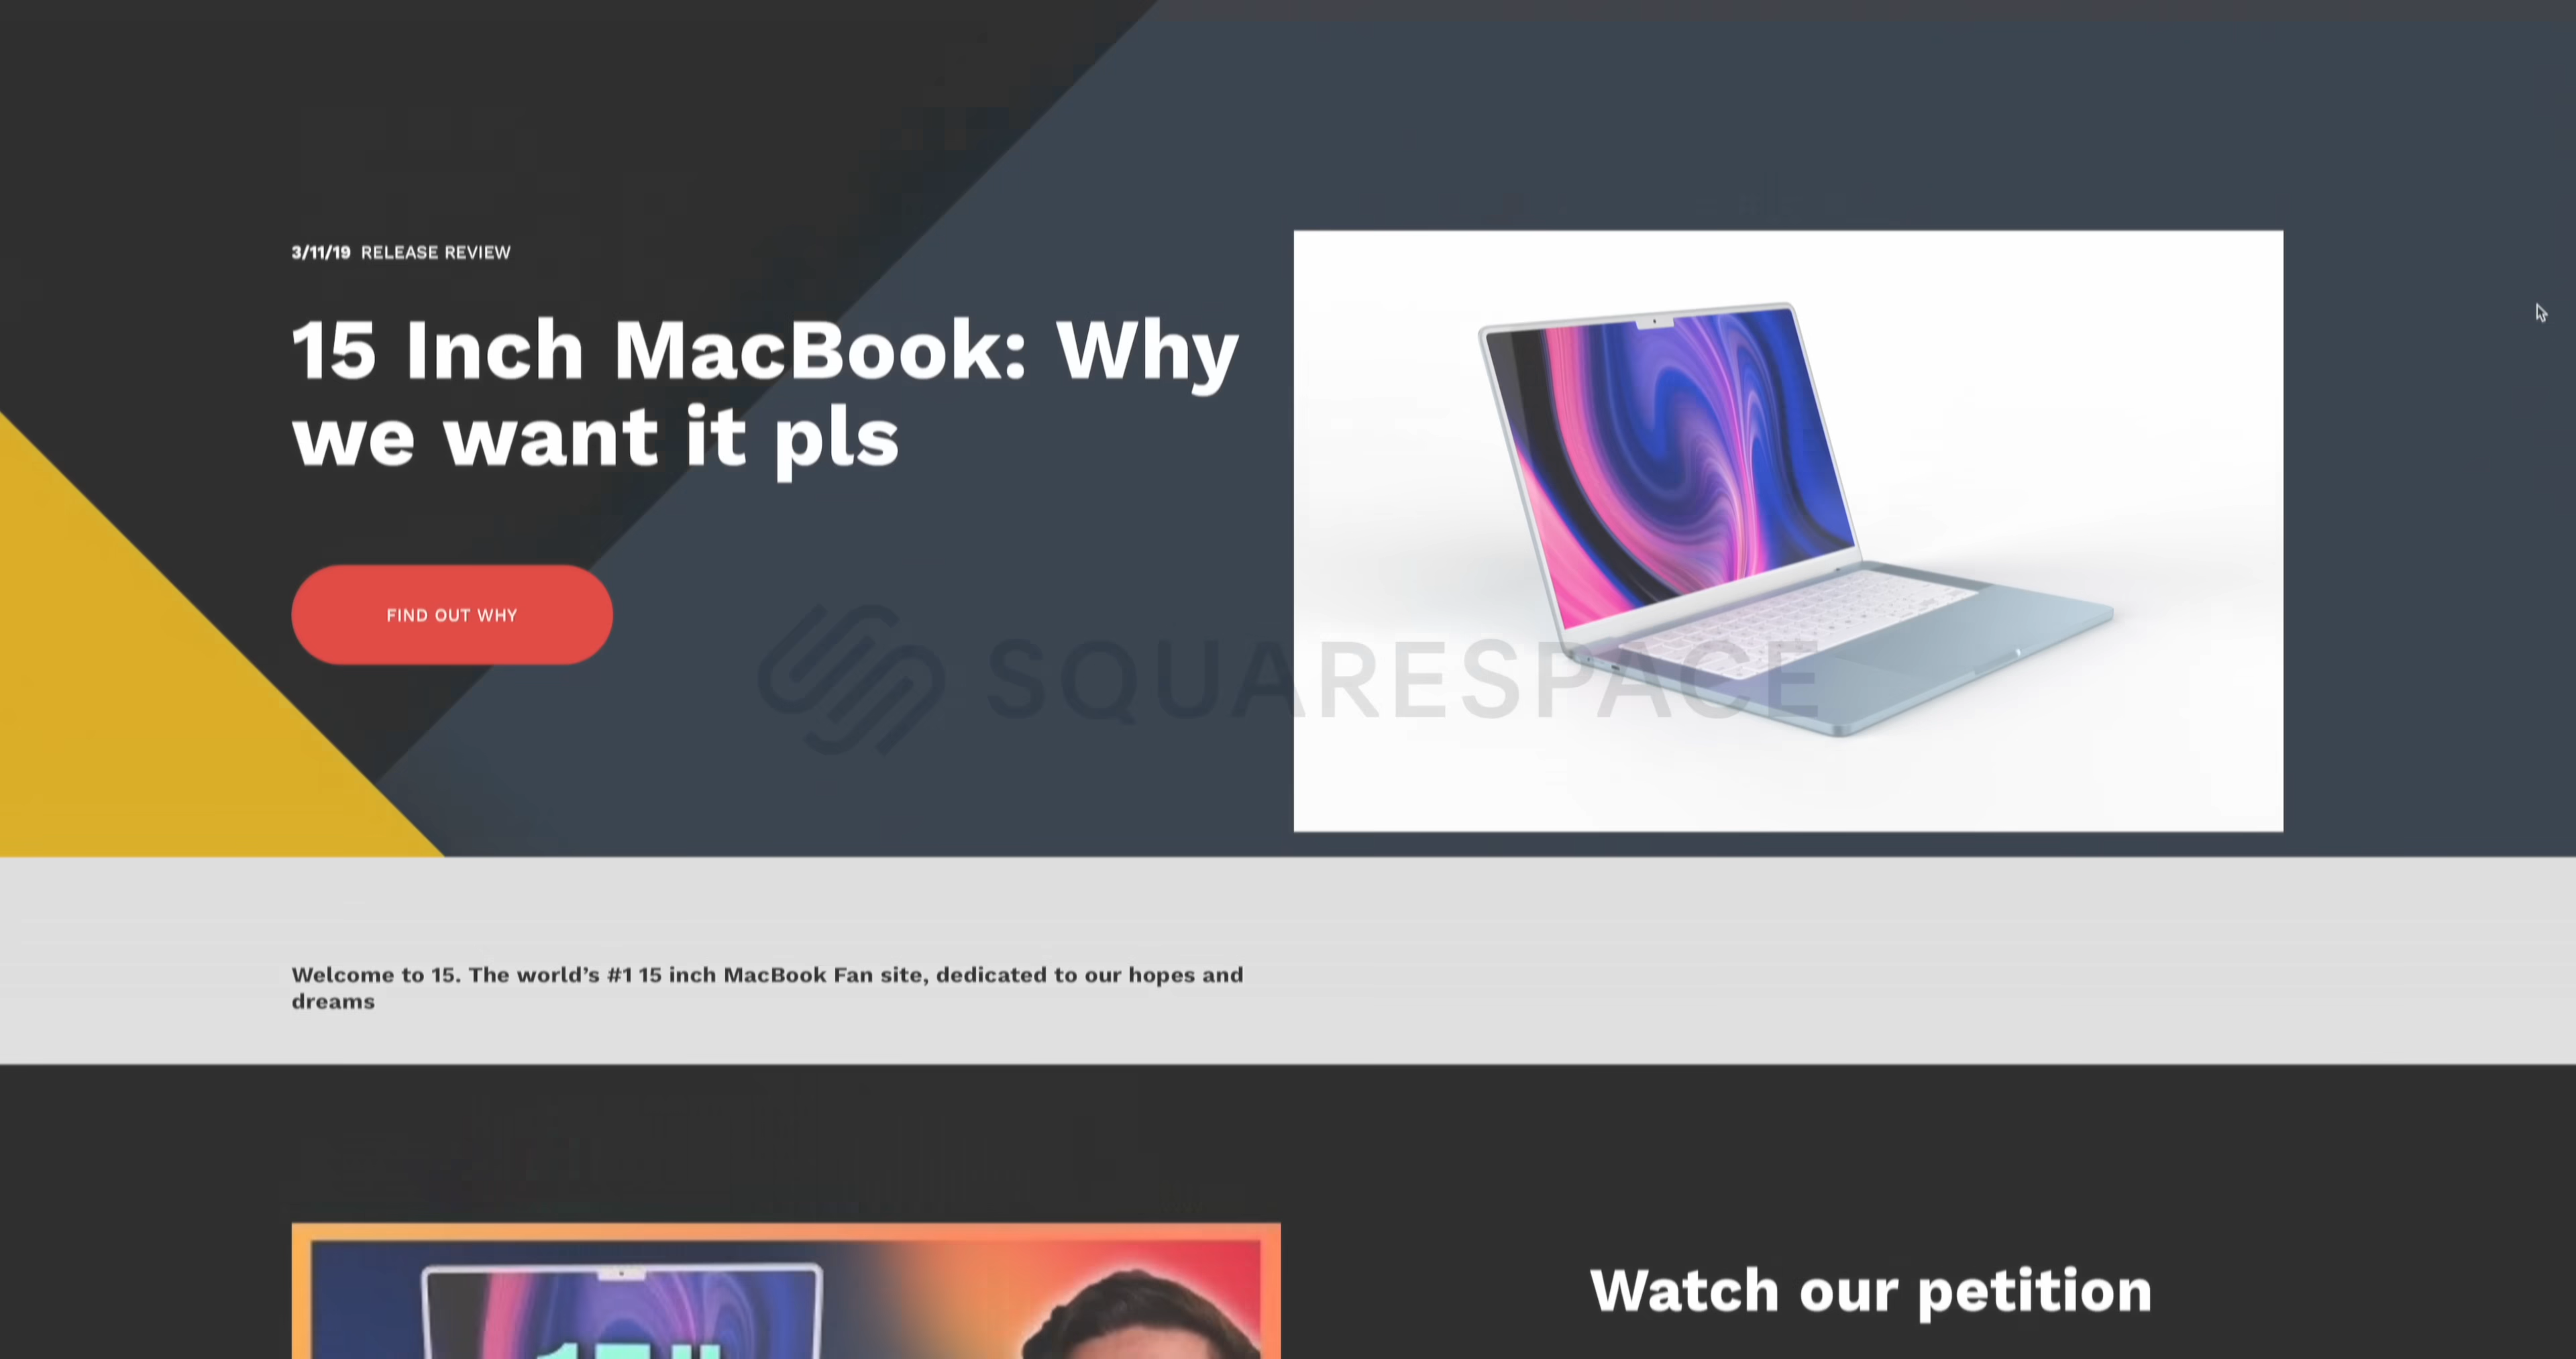 3/11/19 RELEASE REVIEW
15 Inch MacBook: Why
we want it pls
FIND OUT WHY
SQUARESPACE
Welcome to 15. The world’s #1 15 inch MacBook Fan site, dedicated to our hopes and
dreams
Watch our petition
15"